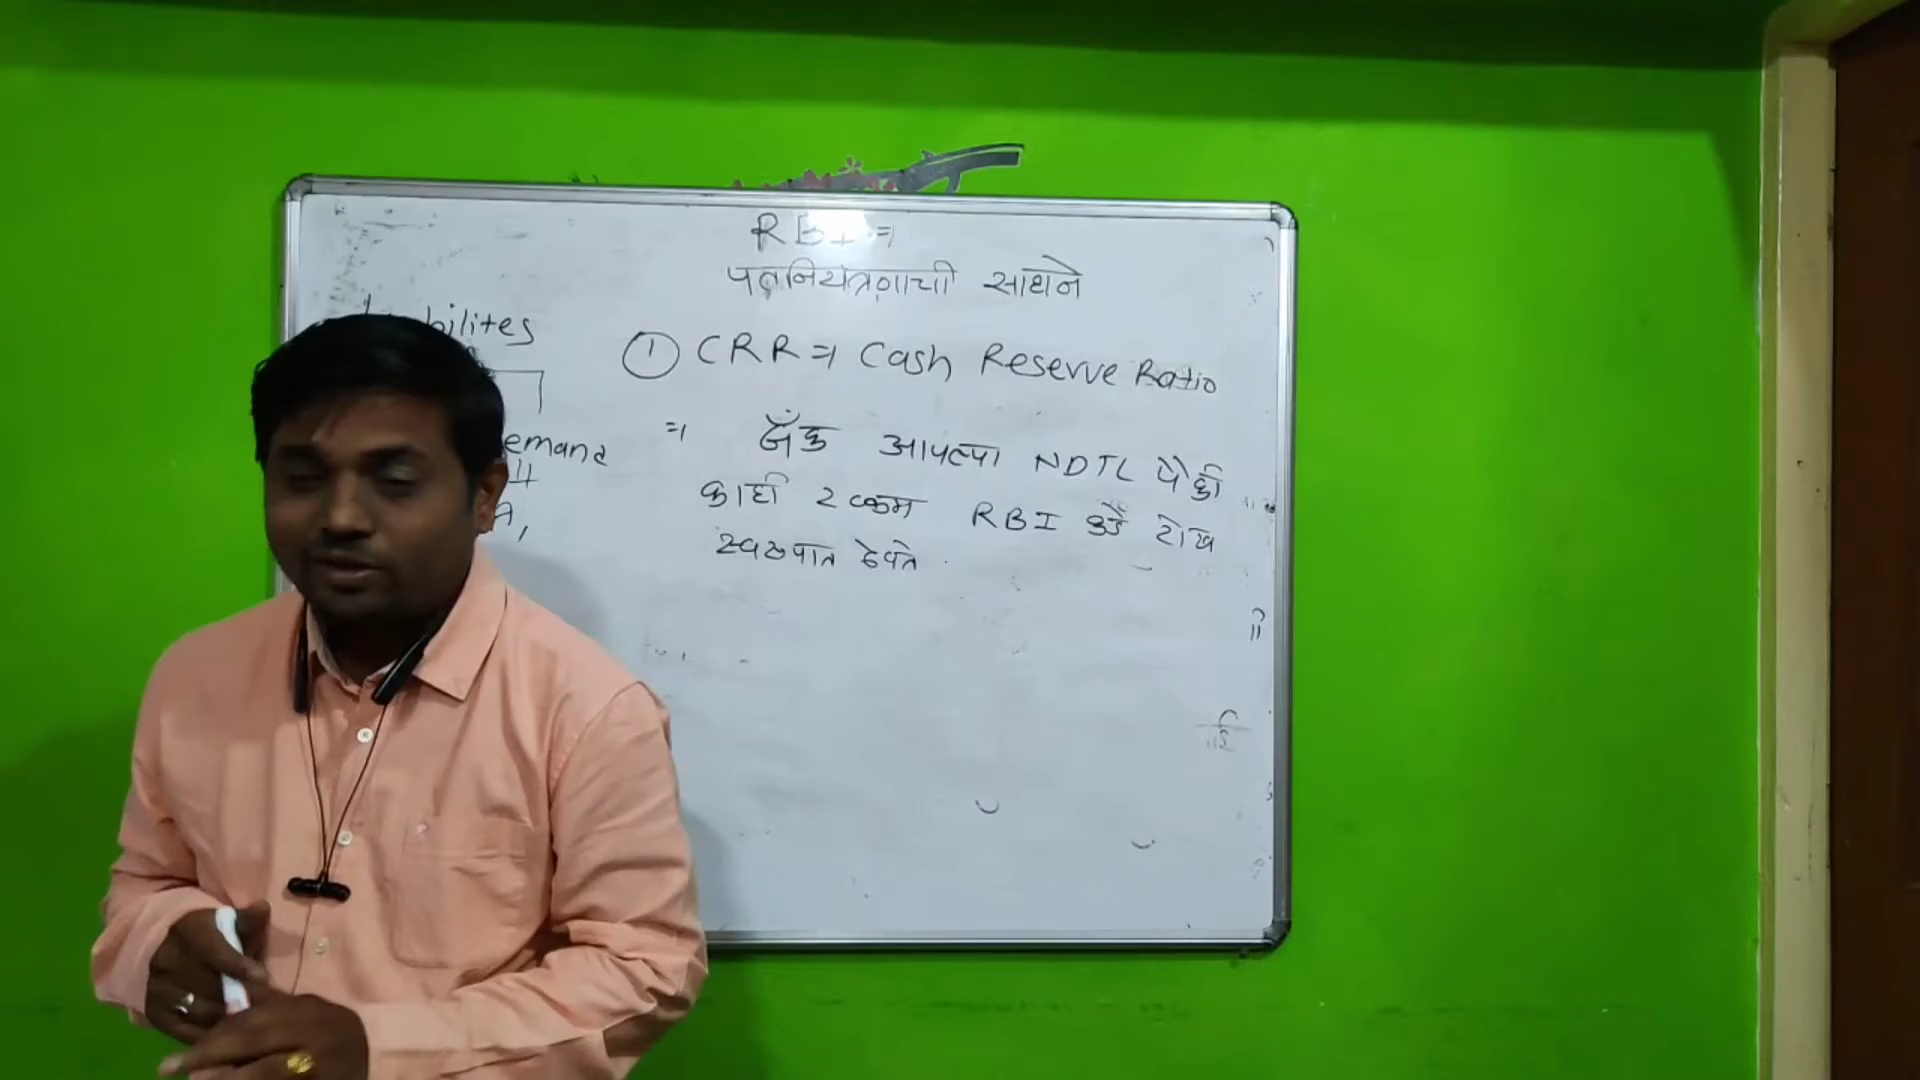 RBI =
पतनियंत्रणाची साधने
① CRR ⇒ Cash Reserve Ratio
⇒ बँक आपल्या NDTL पैकी
काही रक्कम RBI कडे रोख
स्वरुपात ठेवते.
bilites
emand